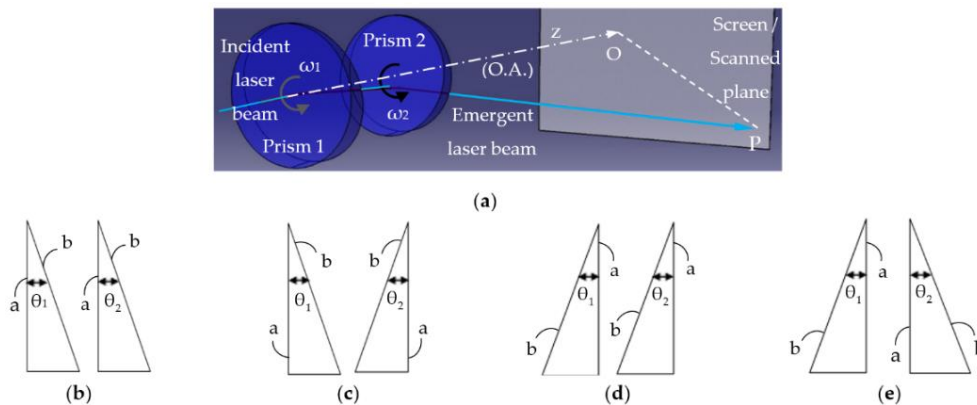 Incident
laser
beam
ω1
Prism 1
Prism 2
ω2
z
(O.A.)
O
Emergent
laser beam
Screen /
Scanned
plane
P
(a)
a
θ1
b
a
θ2
b
(b)
b
θ1
a
b
θ2
a
(c)
a
θ1
b
a
θ2
b
(d)
a
θ1
b
θ2
a
b
(e)